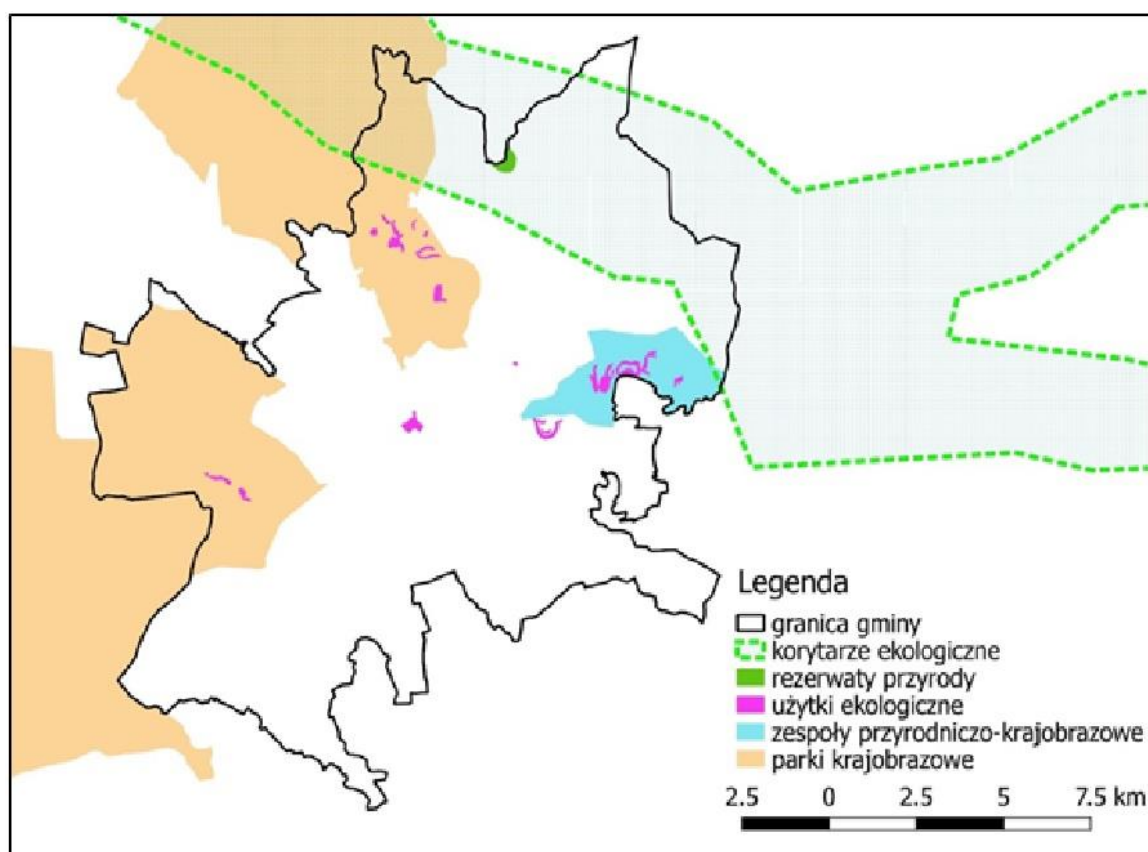 Legenda
granica gminy
korytarze ekologiczne
rezerwaty przyrody
użytki ekologiczne
zespoły przyrodniczo-krajobrazowe
parki krajobrazowe
2.5 0 2.5 5 7.5 km